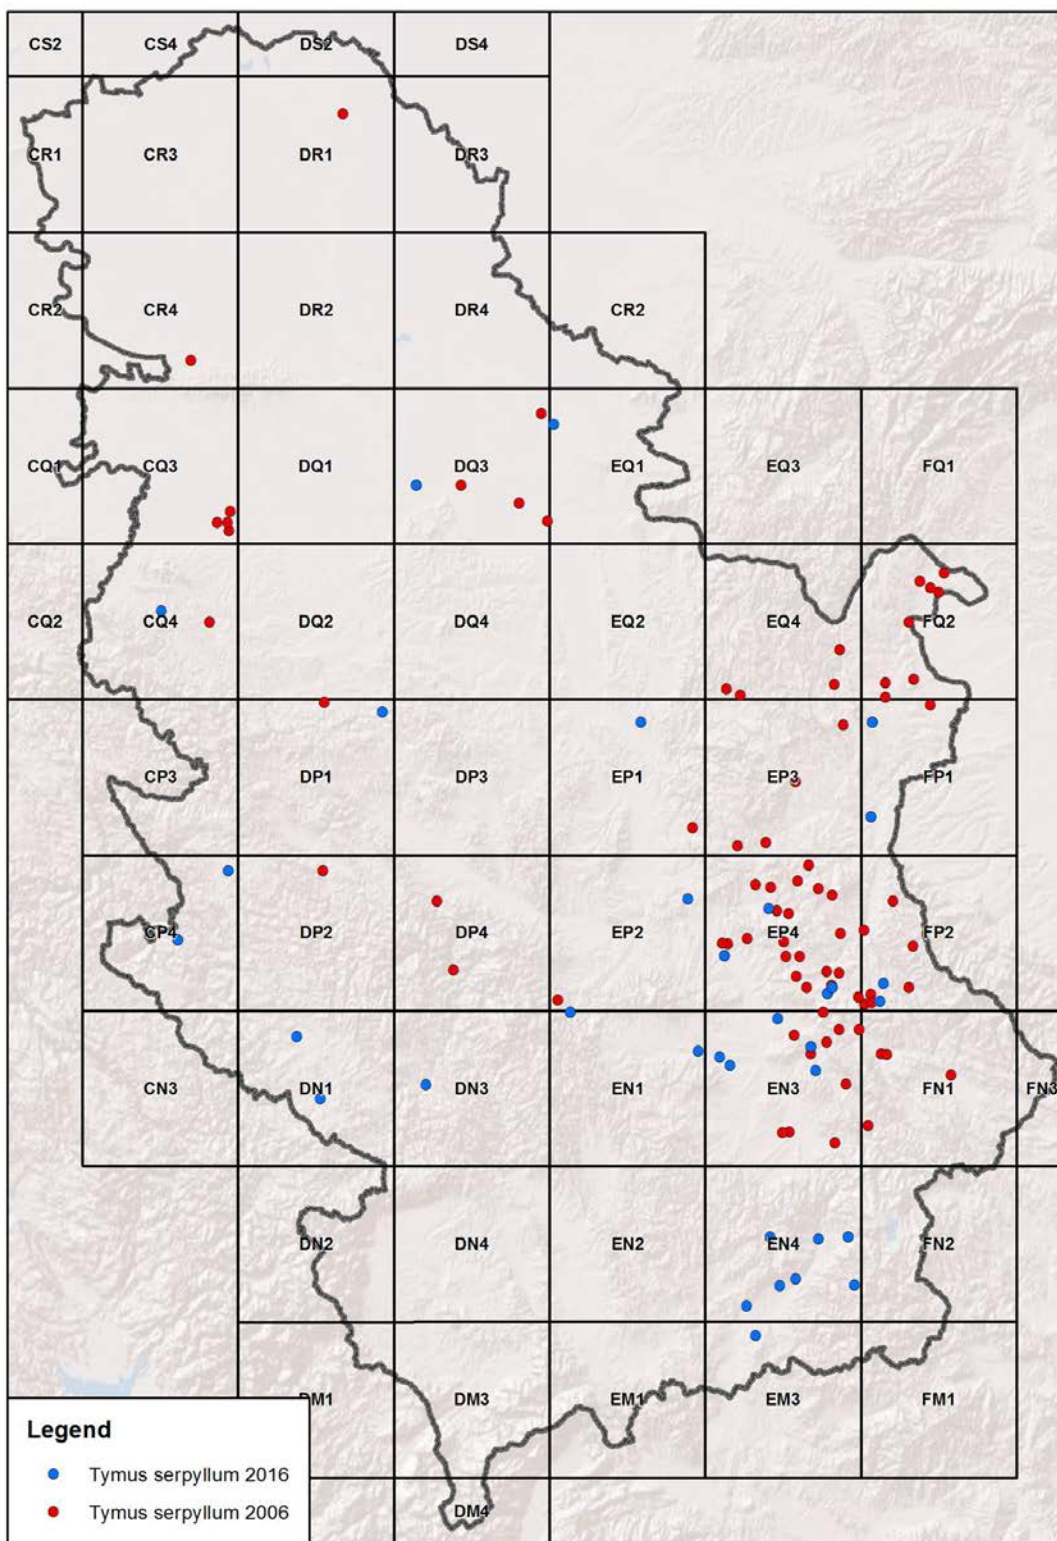 CS2 CS4 DS2 DS4
CR1 CR3 DR1 DR3
CR2 CR4 DR2 DR4 CR2
CQ1 CQ3 DQ1 DQ3 EQ1 EQ3 FQ1
CQ2 CQ4 DQ2 DQ4 EQ2 EQ4 FQ2
CP3 DP1 DP3 EP1 EP3 FP1
CP4 DP2 DP4 EP2 EP4 FP2
CN3 DN1 DN3 EN1 EN3 FN1 FN3
DN2 DN4 EN2 EN4 FN2
DM1 DM3 EM1 EM3 FM1
Legend
Tymus serpyllum 2016
Tymus serpyllum 2006
DM4